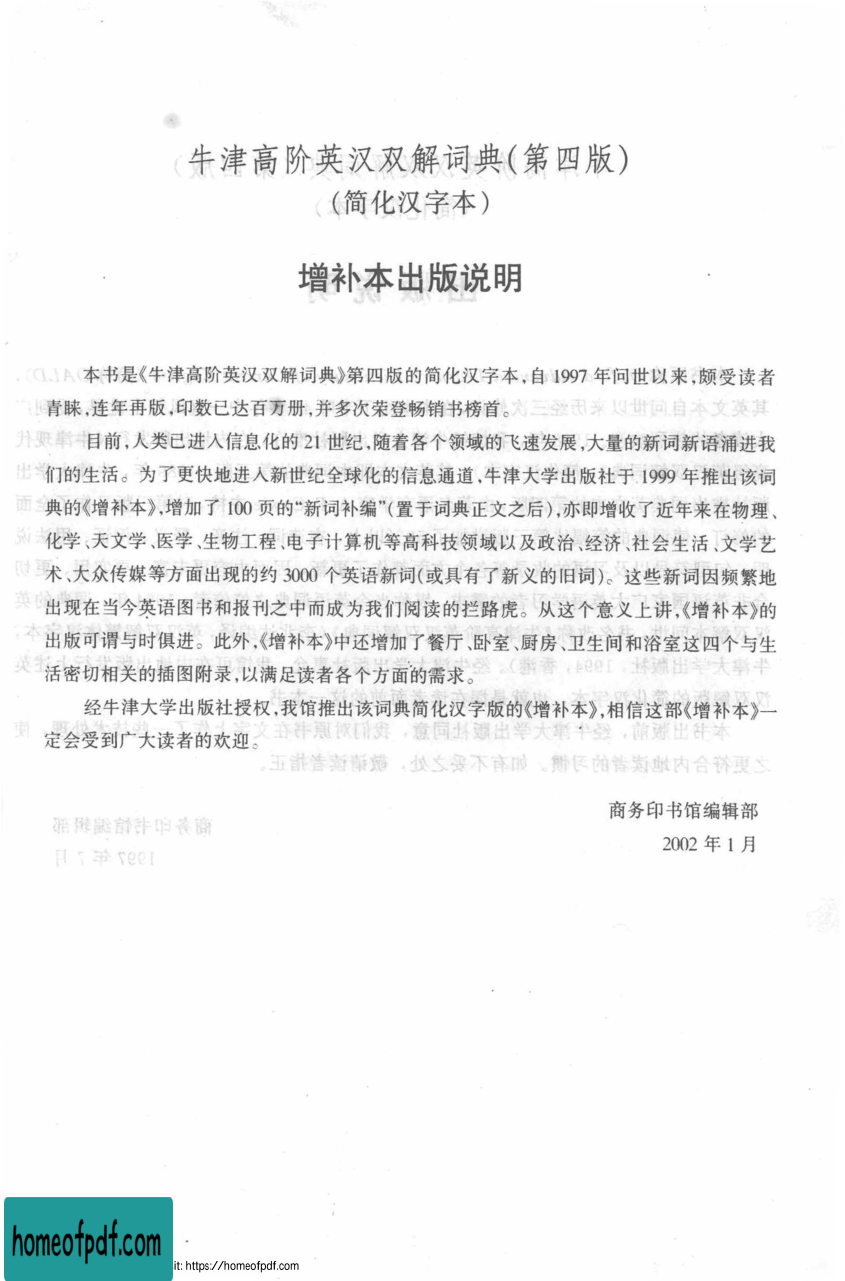 牛津高阶英汉双解词典(第四版)
(简化汉字本)
增补本出版说明
本书是《牛津高阶英汉双解词典》第四版的简化汉字本,自1997年问世以来,颇受读者
青睐,连年再版,印数已达百万册,并多次荣登畅销书榜首。
目前,人类已进入信息化的21世纪,随着各个领域的飞速发展,大量的新词新语涌进我
们的生活。为了更快地进入新世纪全球化的信息通道,牛津大学出版社于1999年推出该词
典的《增补本》,增加了100页的“新词补编”(置于词典正文之后),亦即增收了近年来在物理、
化学、天文学、医学、生物工程、电子计算机等高科技领域以及政治、经济、社会生活、文学艺
术、大众传媒等方面出现的约3000个英语新词(或具有了新义的旧词)。这些新词因频繁地
出现在当今英语图书和报刊之中而成为我们阅读的拦路虎。从这个意义上讲,《增补本》的
出版可谓与时俱进。此外,《增补本》中还增加了餐厅、卧室、厨房、卫生间和浴室这四个与生
活密切相关的插图附录,以满足读者各个方面的需求。
经牛津大学出版社授权,我馆推出该词典简化汉字版的《增补本》,相信这部《增补本》一
定会受到广大读者的欢迎。
商务印书馆编辑部
2002年1月
homeofpdf.com
it: https://homeofpdf.com